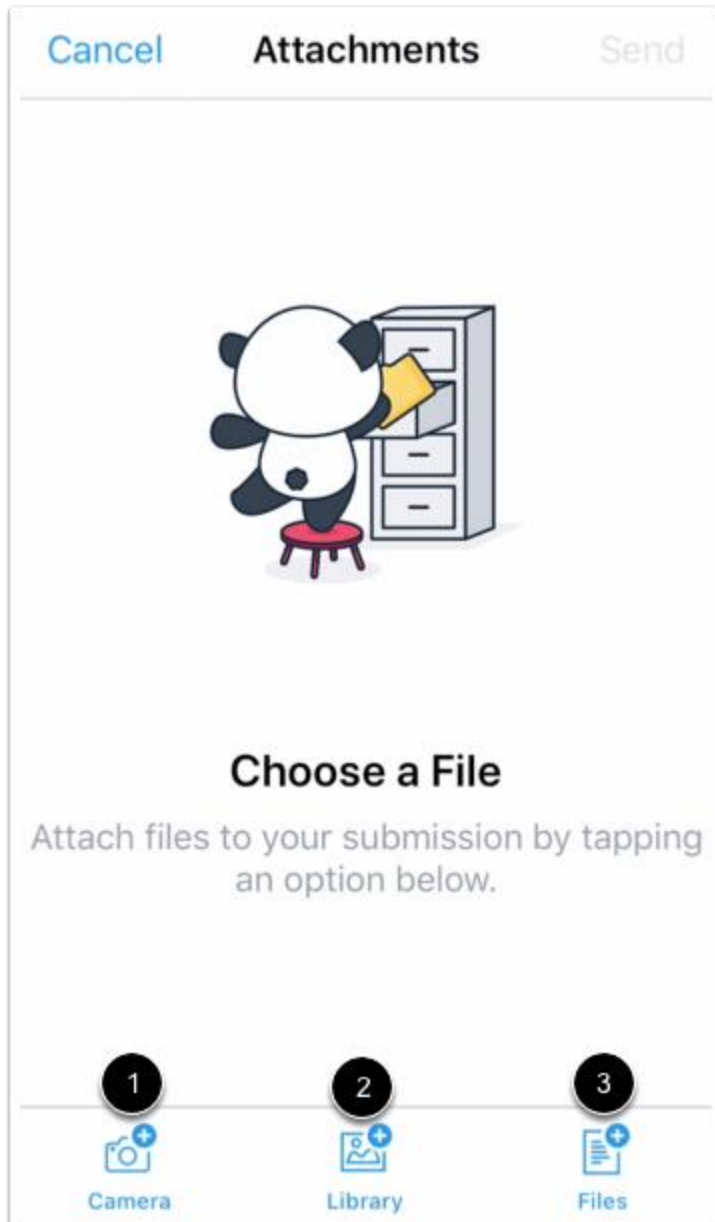 Cancel Attachments Send
Choose a File
Attach files to your submission by tapping
an option below.
1 2 3
Camera Library Files